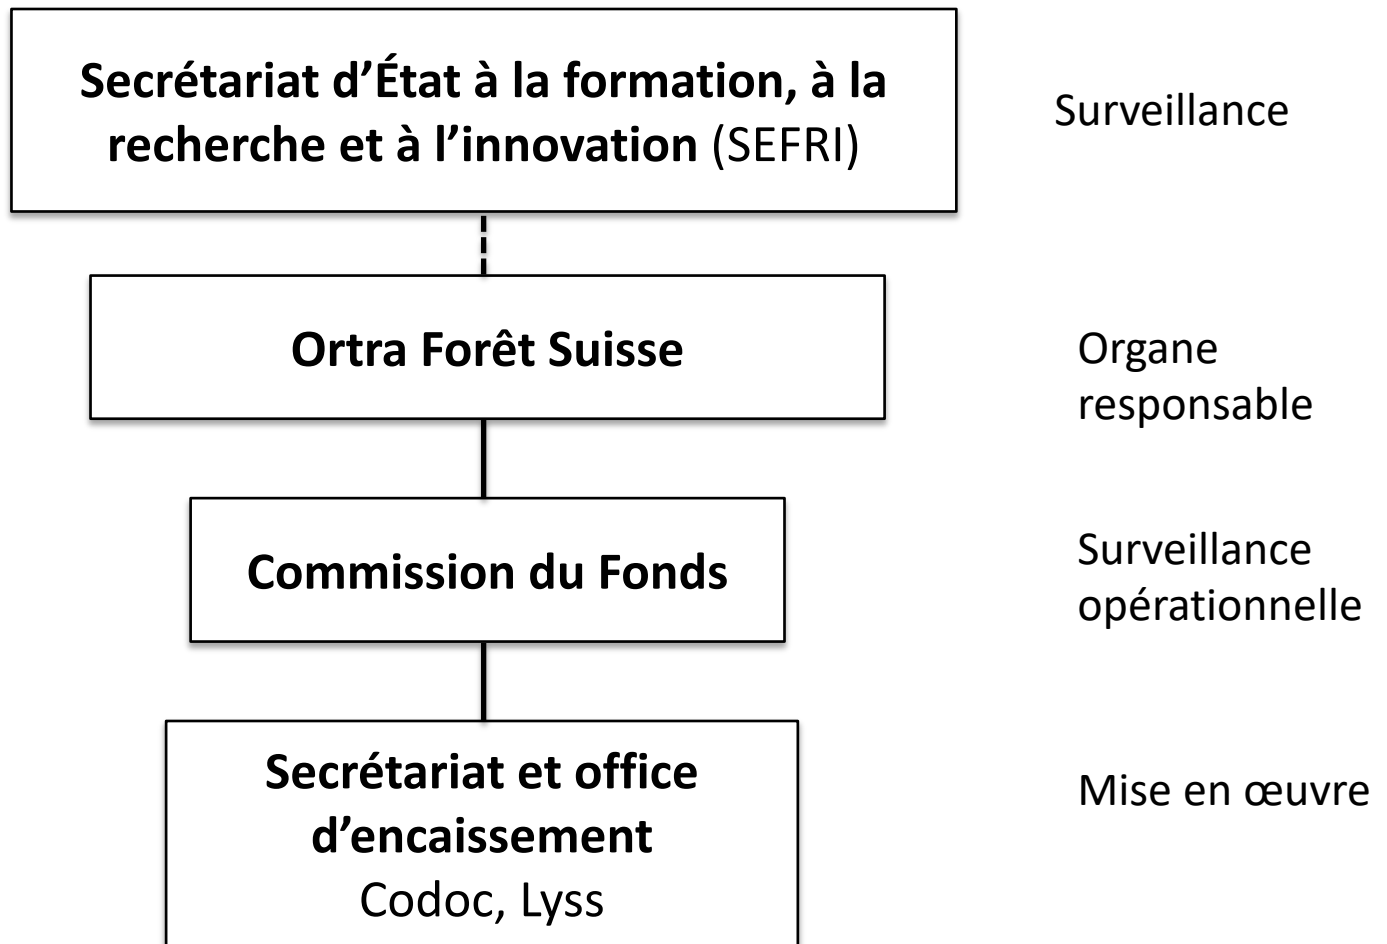 Secrétariat d’État à la formation, à la
recherche et à l’innovation (SEFRI)
Surveillance
Ortra Forêt Suisse
Organe
responsable
Commission du Fonds
Surveillance
opérationnelle
Secrétariat et office
d’encaissement
Codoc, Lyss
Mise en œuvre